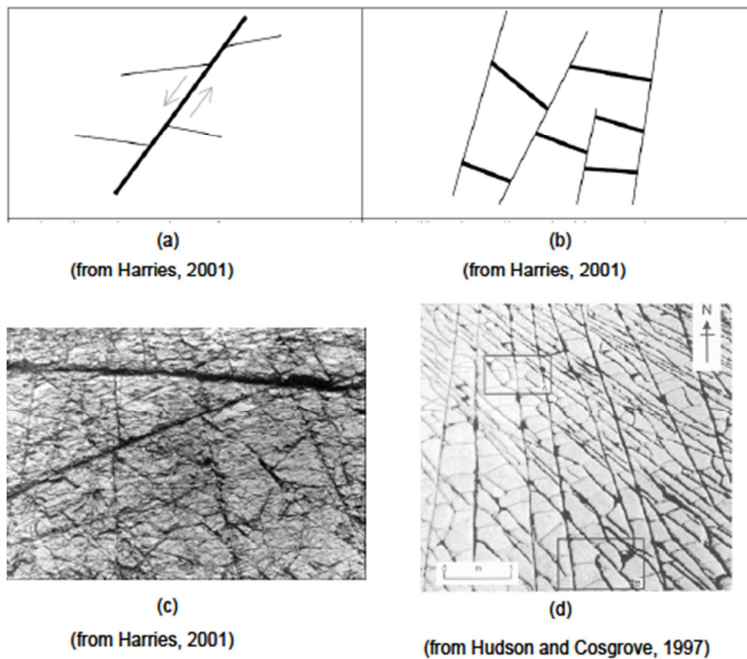 (a)
(b)
(from Harries, 2001)
(from Harries, 2001)
N
(c)
(d)
(from Harries, 2001)
(from Hudson and Cosgrove, 1997)